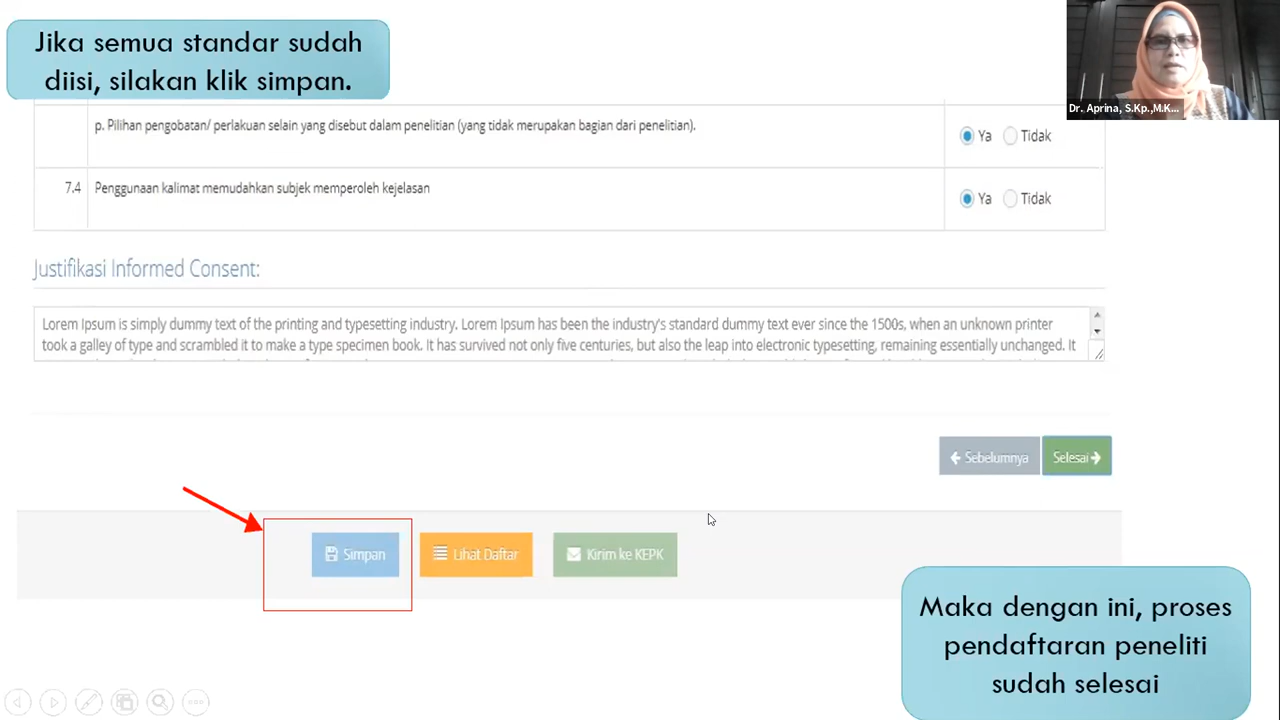 Jika semua standar sudah
diisi, silakan klik simpan.
Dr. Aprina, S.Kp.,M.K...
p. Pilihan pengobatan/ perlakuan selain yang disebut dalam penelitian (yang tidak merupakan bagian dari penelitian).
Ya Tidak
7.4 Penggunaan kalimat memudahkan subjek memperoleh kejelasan
Ya Tidak
Justifikasi Informed Consent:
Lorem Ipsum is simply dummy text of the printing and typesetting industry. Lorem Ipsum has been the industry's standard dummy text ever since the 1500s, when an unknown printer
took a galley of type and scrambled it to make a type specimen book. It has survived not only five centuries, but also the leap into electronic typesetting, remaining essentially unchanged. It
Sebelumnya Selesai
Simpan Lihat Daftar Kirim ke KEPK
Maka dengan ini, proses
pendaftaran peneliti
sudah selesai